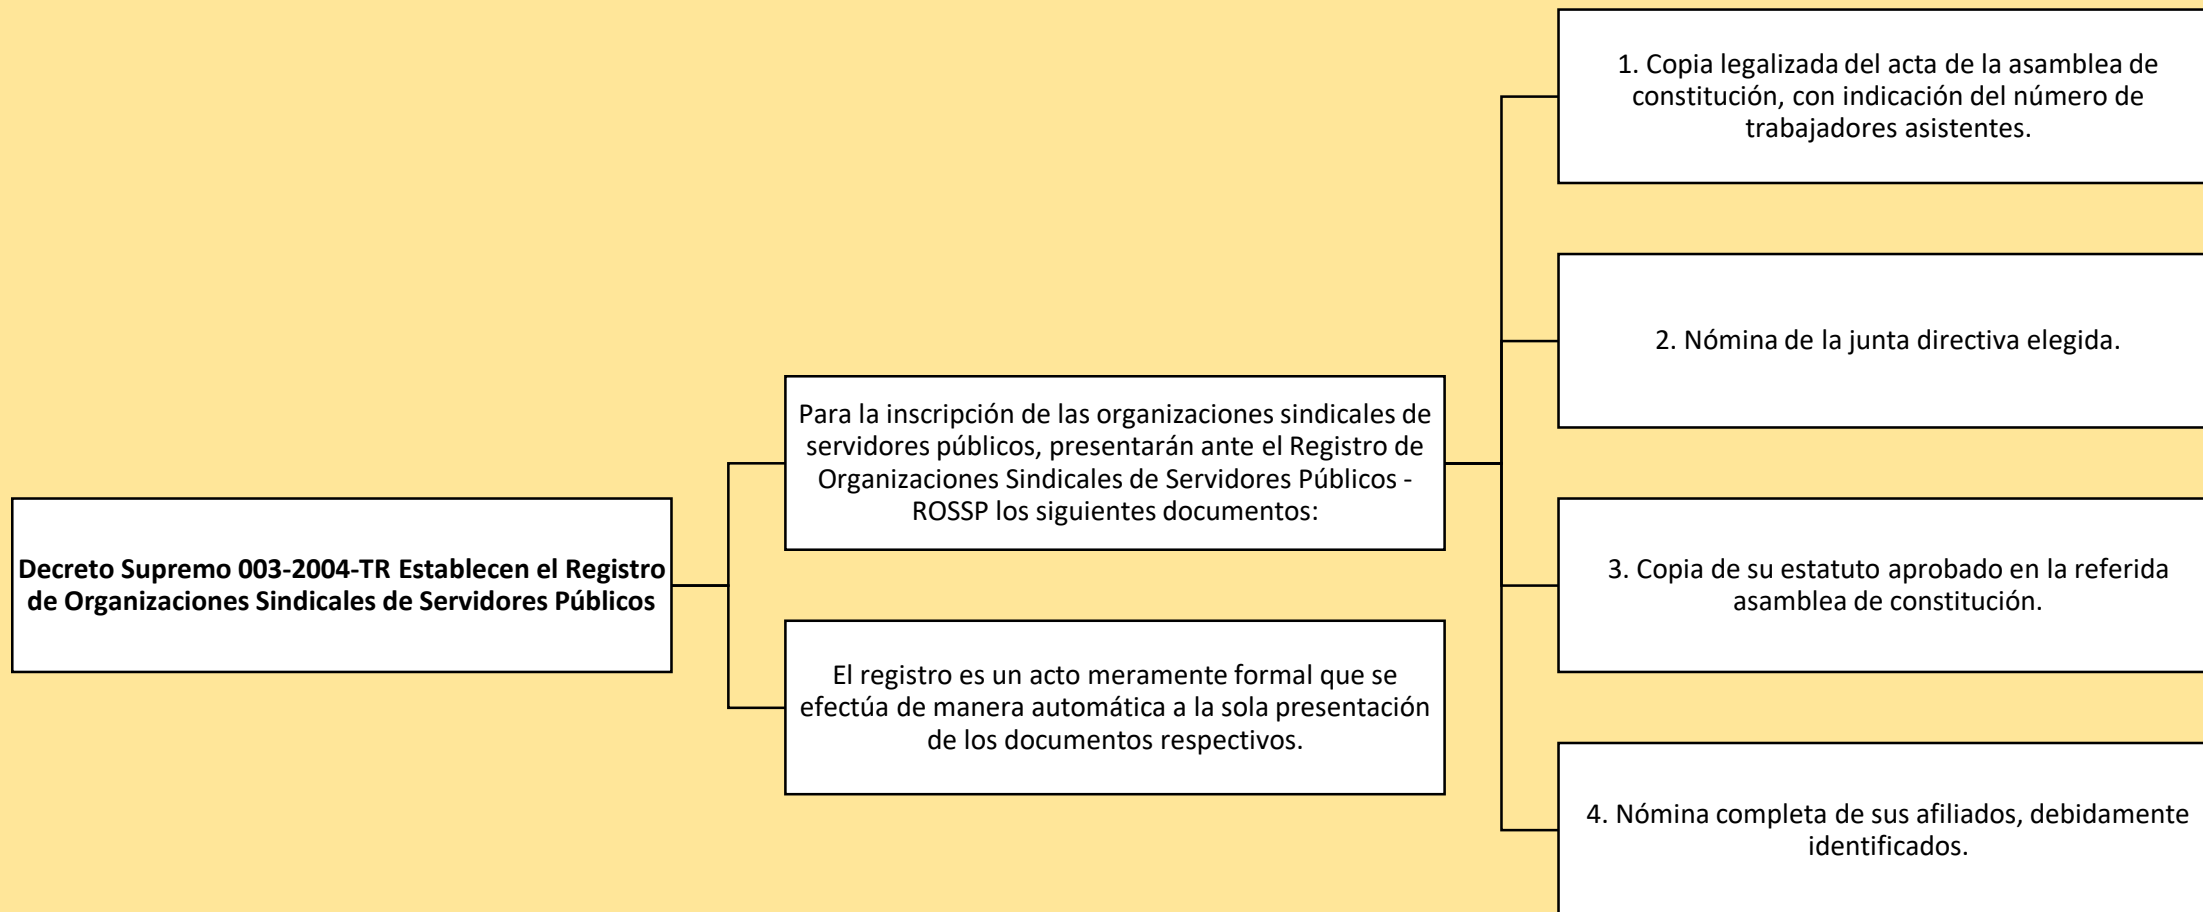 Decreto Supremo 003-2004-TR Establecen el Registro
de Organizaciones Sindicales de Servidores Públicos
Para la inscripción de las organizaciones sindicales de
servidores públicos, presentarán ante el Registro de
Organizaciones Sindicales de Servidores Públicos -
ROSSP los siguientes documentos:
1. Copia legalizada del acta de la asamblea de
constitución, con indicación del número de
trabajadores asistentes.
2. Nómina de la junta directiva elegida.
3. Copia de su estatuto aprobado en la referida
asamblea de constitución.
4. Nómina completa de sus afiliados, debidamente
identificados.
El registro es un acto meramente formal que se
efectúa de manera automática a la sola presentación
de los documentos respectivos.